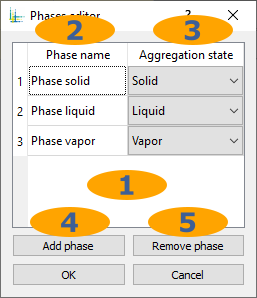 Phases editor ?
2 3
Phase name Aggregation state
1 Phase solid Solid
2 Phase liquid Liquid
3 Phase vapor Vapor
1
4 5
Add phase Remove phase
OK Cancel